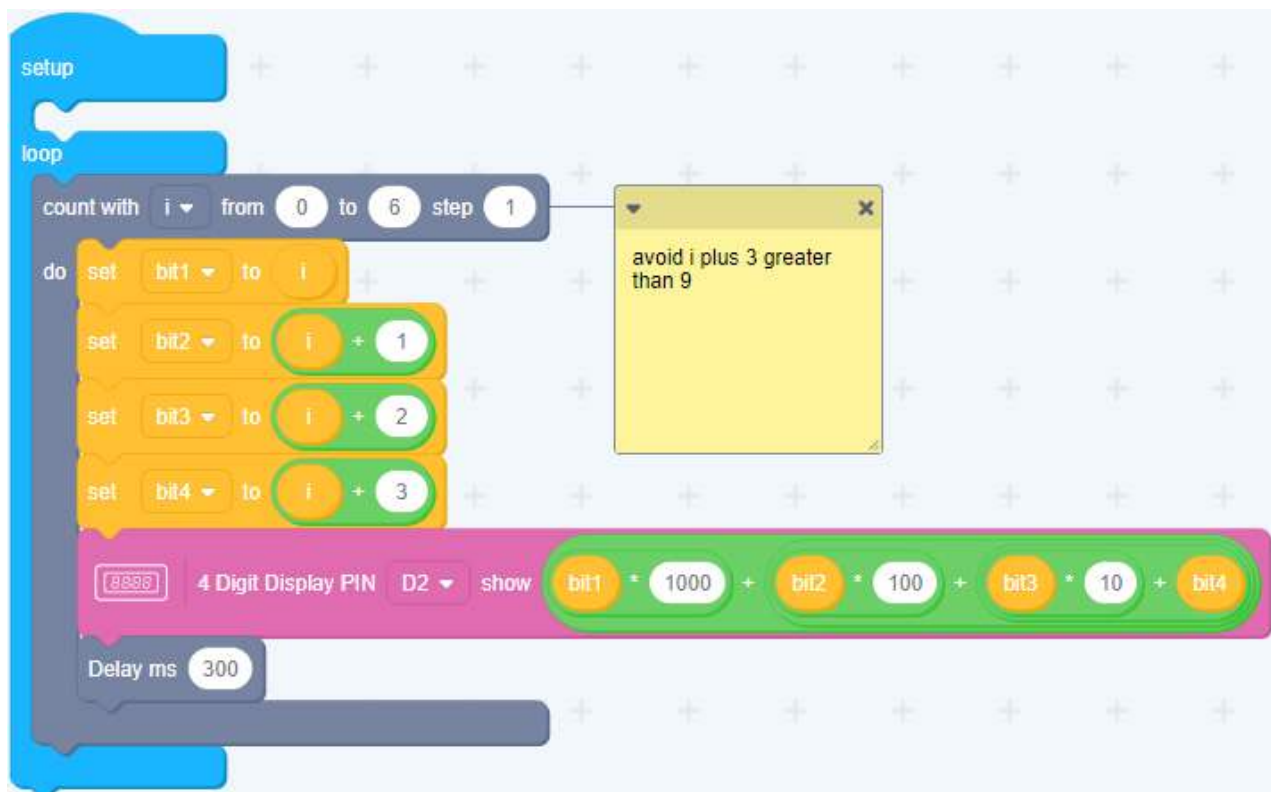 setup
loop
count with i from 0 to 6 step 1
avoid i plus 3 greater
than 9
do set bit1 to i
set bit2 to i + 1
set bit3 to i + 2
set bit4 to i + 3
8888 4 Digit Display PIN D2 show bit1 * 1000 + bit2 * 100 + bit3 * 10 + bit4
Delay ms 300